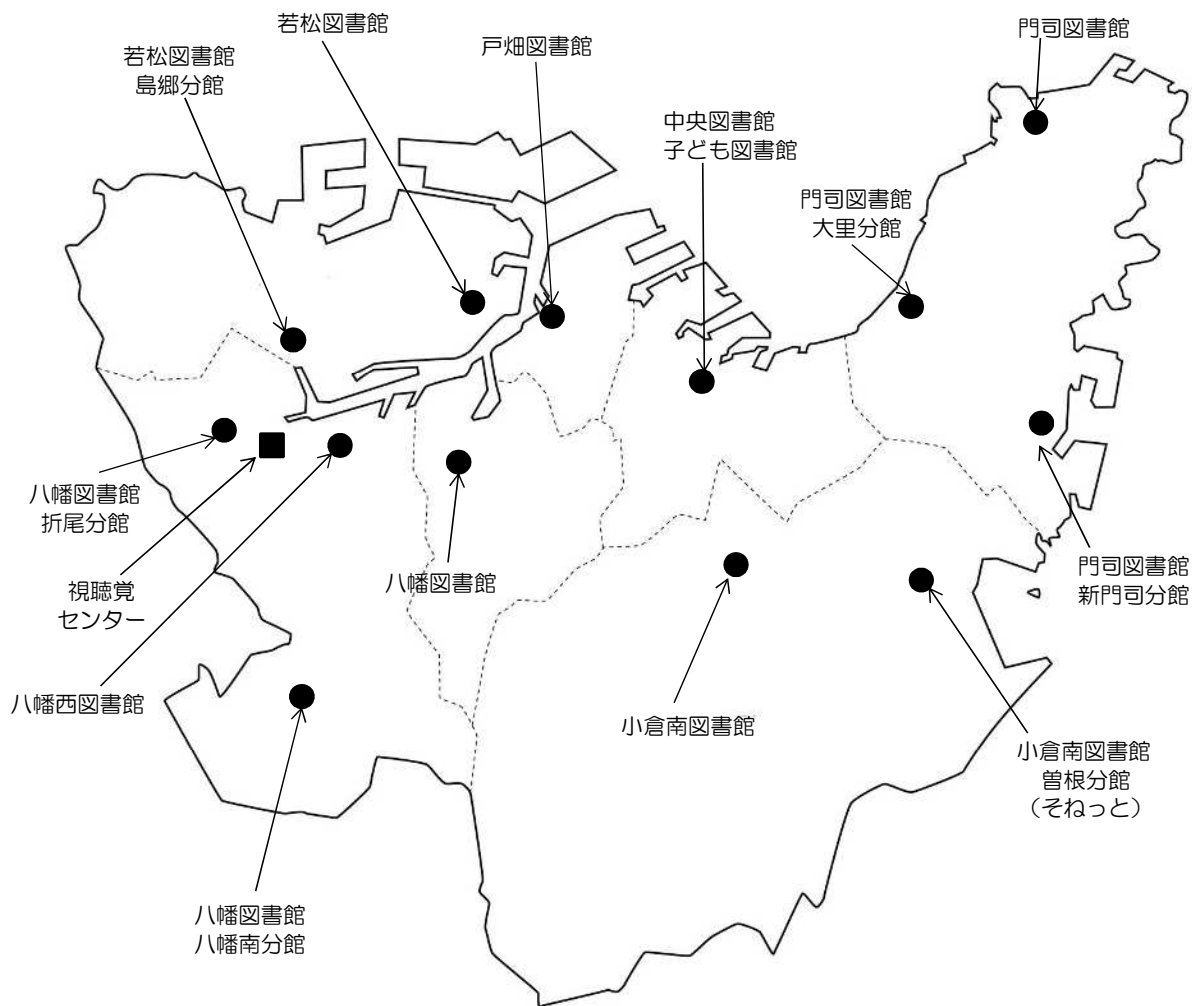 若松図書館
若松図書館
島郷分館
戸畑図書館
門司図書館
中央図書館
子ども図書館
門司図書館
大里分館
八幡図書館
折尾分館
視聴覚
センター
八幡図書館
門司図書館
新門司分館
八幡西図書館
小倉南図書館
小倉南図書館
曽根分館
（そねっと）
八幡図書館
八幡南分館